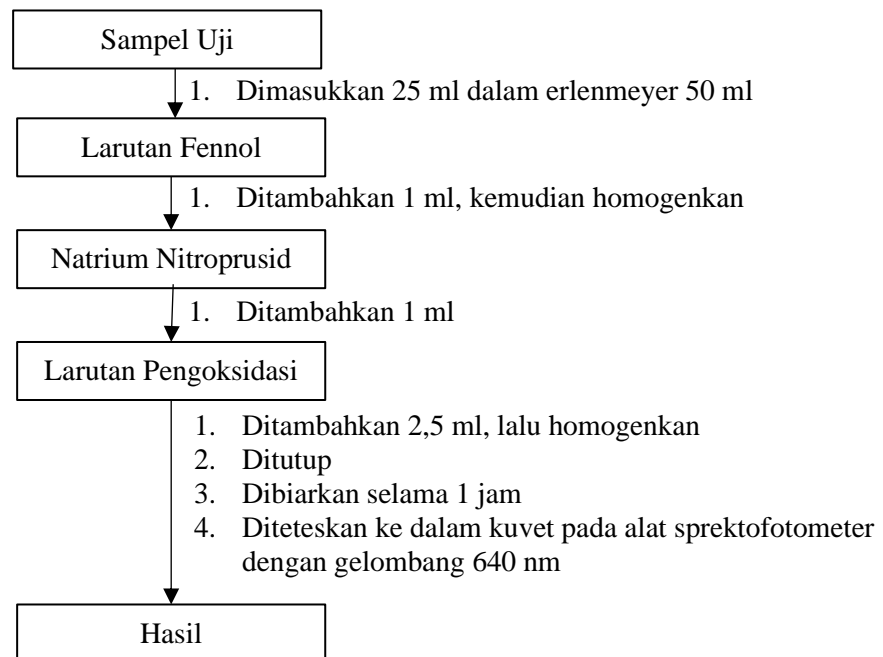 Sampel Uji
1. Dimasukkan 25 ml dalam erlenmeyer 50 ml
Larutan Fennol
1. Ditambahkan 1 ml, kemudian homogenkan
Natrium Nitroprusid
1. Ditambahkan 1 ml
Larutan Pengoksidasi
1. Ditambahkan 2,5 ml, lalu homogenkan
2. Ditutup
3. Dibiarkan selama 1 jam
4. Diteteskan ke dalam kuvet pada alat sprektofotometer
dengan gelombang 640 nm
Hasil